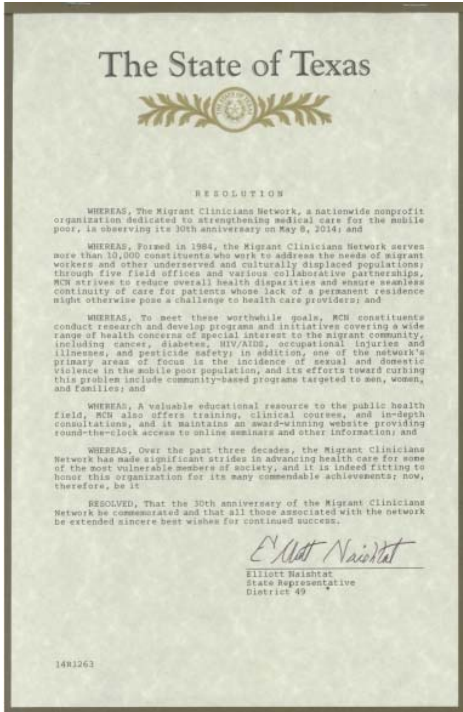 The State of Texas
RESOLUTION
WHEREAS, The Migrant Clinicians Network, a nationwide nonprofit
organization dedicated to strengthening medical care for the mobile
poor, is observing its 30th anniversary on May 8, 2014; and
WHEREAS, Formed in 1984, the Migrant Clinicians Network serves
more than 10,000 constituents who work to address the needs of migrant
workers and other underserved and culturally displaced populations;
through five field offices and various collaborative partnerships,
MCN strives to reduce overall health disparities and ensure seamless
continuity of care for patients whose lack of a permanent residence
might otherwise pose a challenge to health care providers; and
WHEREAS, To meet these worthwhile goals, MCN constituents
conduct research and develop programs and initiatives covering a wide
range of health concerns of special interest to the migrant community,
including cancer, diabetes, HIV/AIDS, occupational injuries and
illnesses, and pesticide safety; in addition, one of the network's
primary areas of focus is the incidence of sexual and domestic
violence in the mobile poor population, and its efforts toward curbing
this problem include community-based programs targeted to men, women,
and families; and
WHEREAS, A valuable educational resource to the public health
field, MCN also offers training, clinical courses, and in-depth
consultations, and it maintains an award-winning website providing
round-the-clock access to online seminars and other information; and
WHEREAS, Over the past three decades, the Migrant Clinicians
Network has made significant strides in advancing health care for some
of the most vulnerable members of society, and it is indeed fitting to
honor this organization for its many commendable achievements; now,
therefore, be it
RESOLVED, That the 30th anniversary of the Migrant Clinicians
Network be commemorated and that all those associated with the network
be extended sincere best wishes for continued success.
Elliott Naishtat
Elliott Naishtat
State Representative
District 49
14R1263